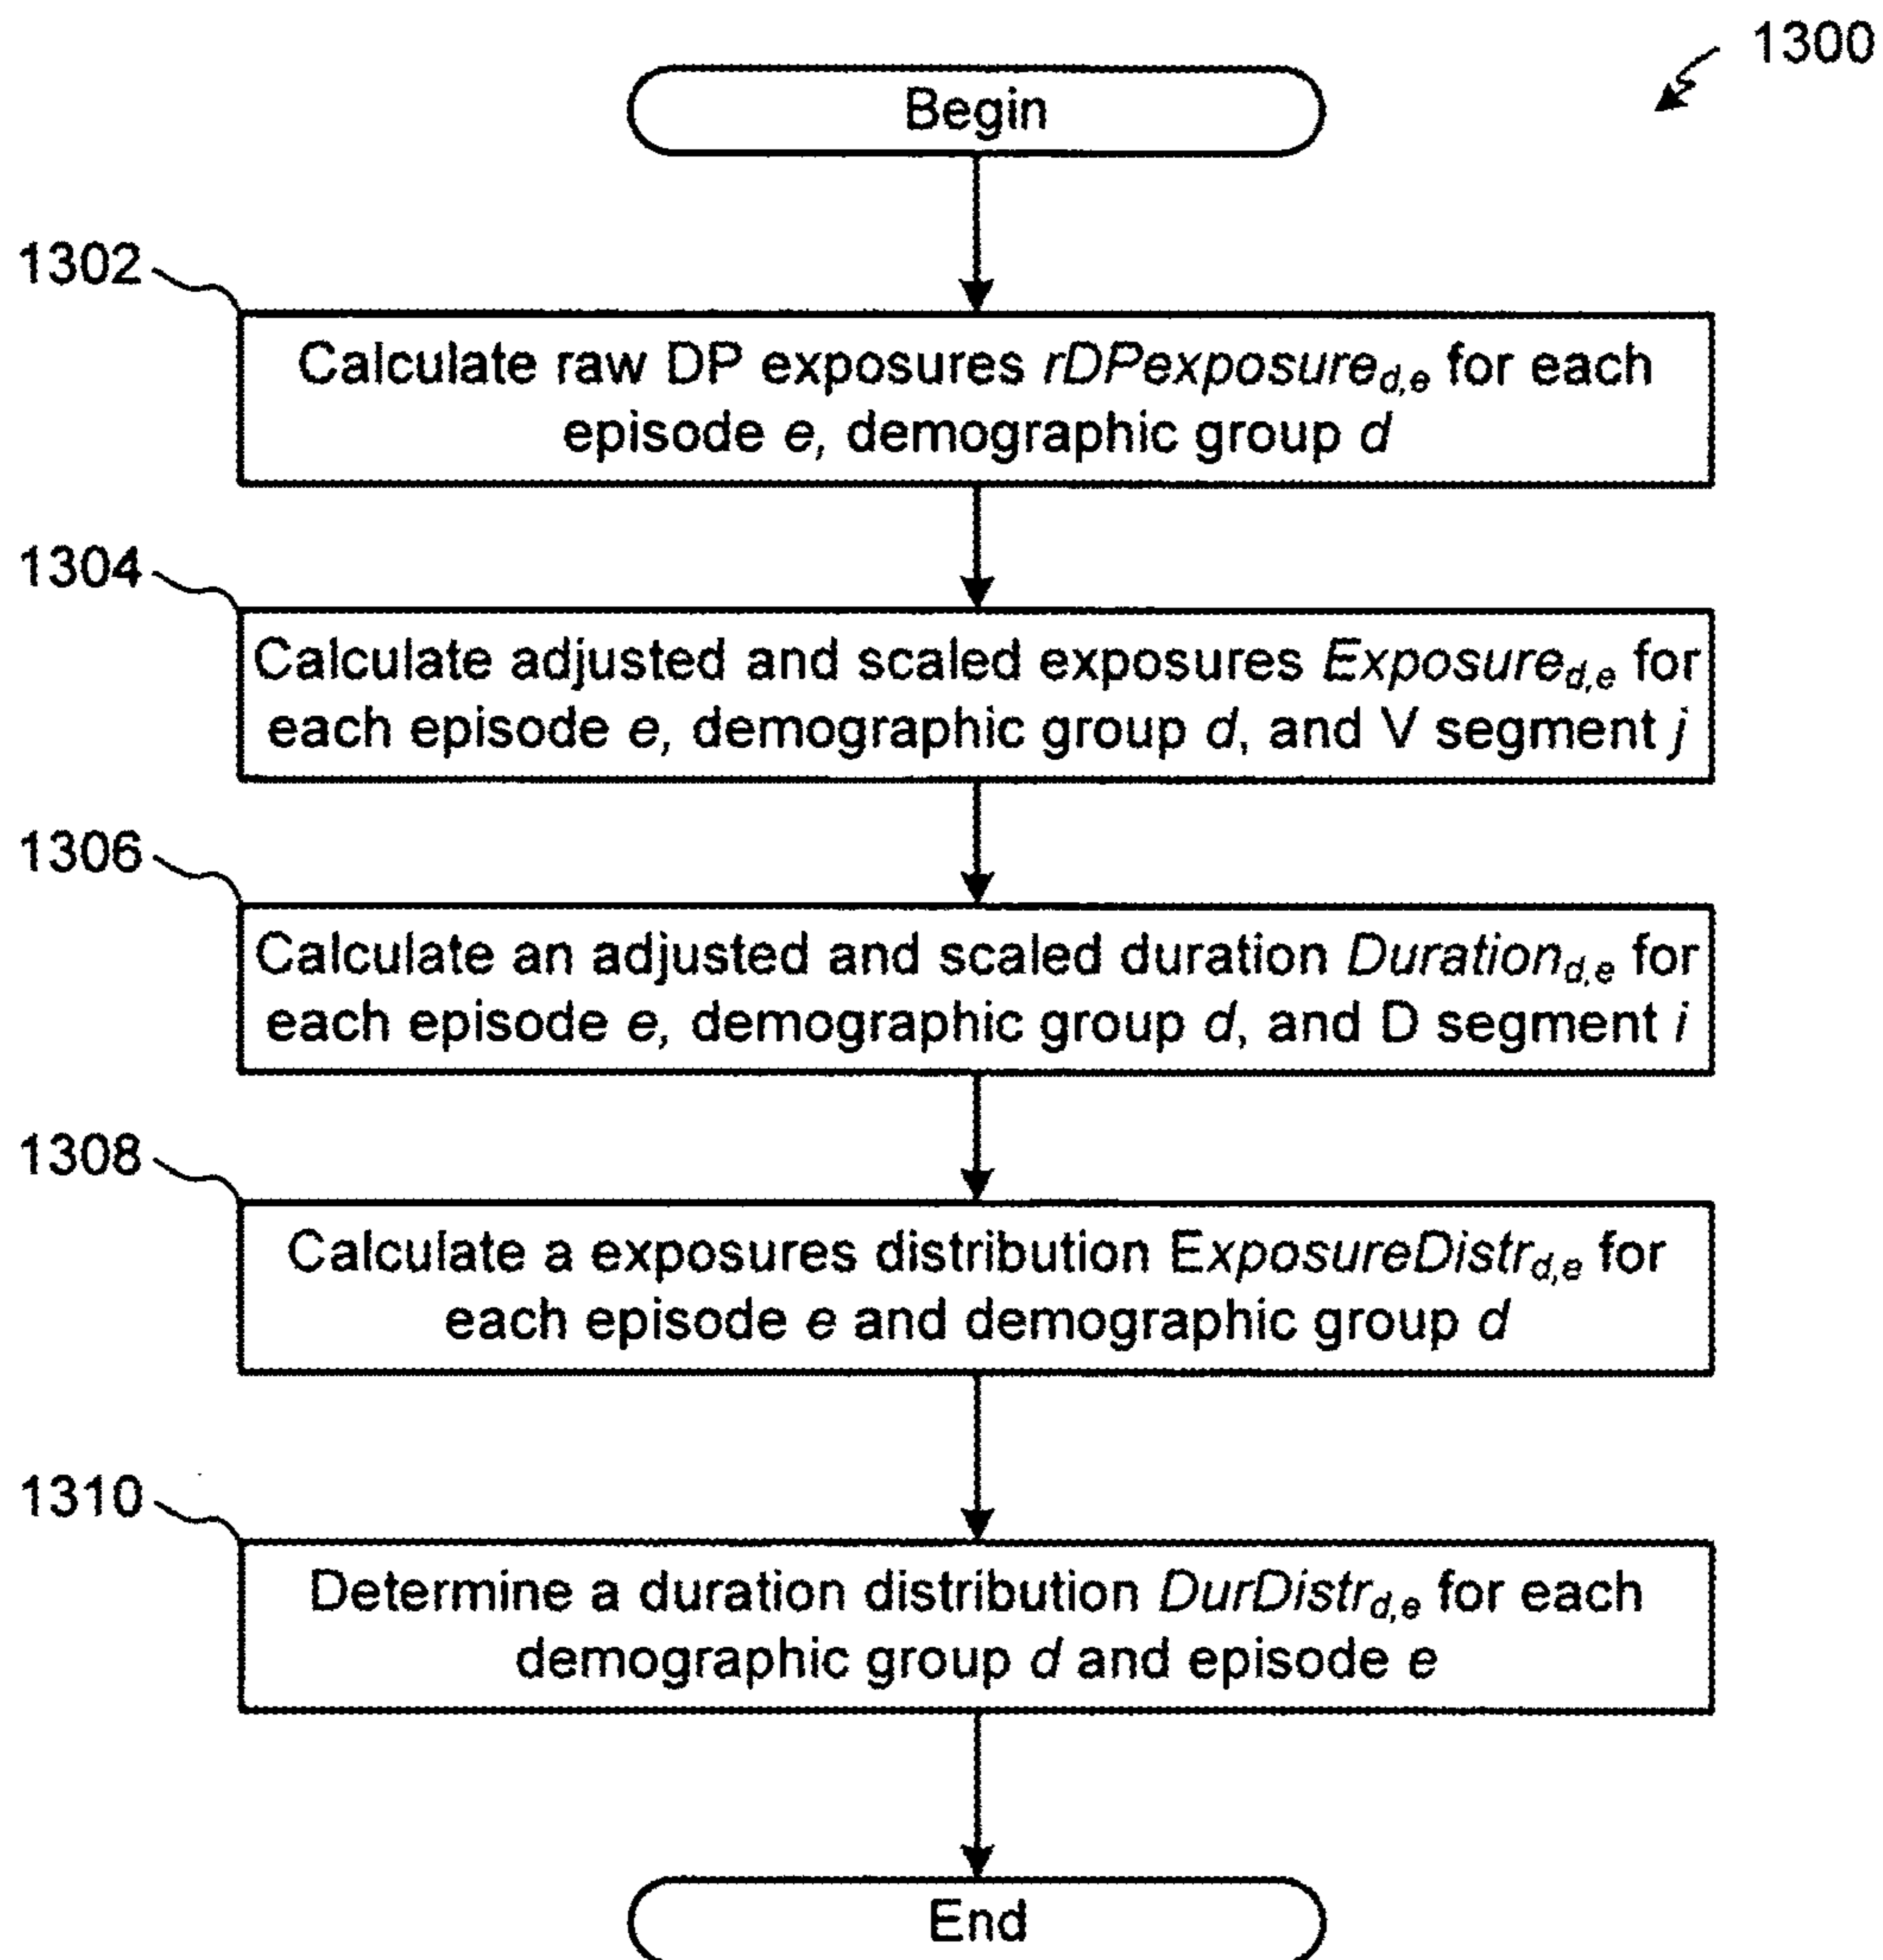 1300
Begin
1302
Calculate raw DP exposures rDPexposured,e for each
episode e, demographic group d
1304
Calculate adjusted and scaled exposures Exposured,e for
each episode e, demographic group d, and V segment j
1306
Calculate an adjusted and scaled duration Durationd,e for
each episode e, demographic group d, and D segment i
1308
Calculate a exposures distribution ExposureDistrd,e for
each episode e and demographic group d
1310
Determine a duration distribution DurDistrd,e for each
demographic group d and episode e
End